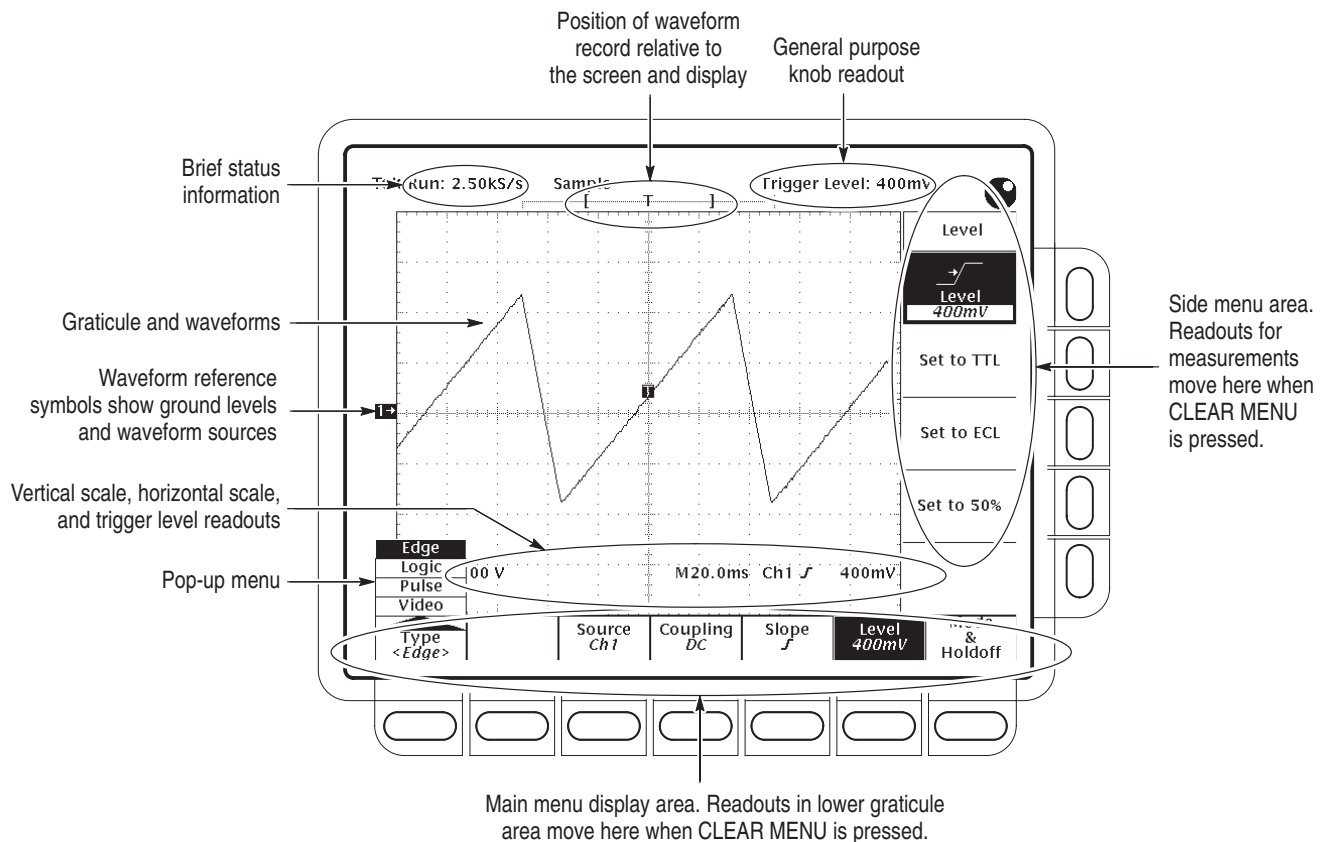 Position of waveform
record relative to
the screen and display
General purpose
knob readout
Brief status
information
Run: 2.50kS/s
Sample
Trigger Level: 400mV
[ T ]
Level
Level
400mV
Set to TTL
Set to ECL
Set to 50%
Graticule and waveforms
Waveform reference
symbols show ground levels
and waveform sources
1→
T
Side menu area.
Readouts for
measurements
move here when
CLEAR MENU
is pressed.
Vertical scale, horizontal scale,
and trigger level readouts
Pop-up menu
Edge
Logic
Pulse
Video
00 V
M20.0ms Ch1 400mV
Type
<Edge>
Source
Ch1
Coupling
DC
Slope
Level
400mV
&
Holdoff
Main menu display area. Readouts in lower graticule
area move here when CLEAR MENU is pressed.